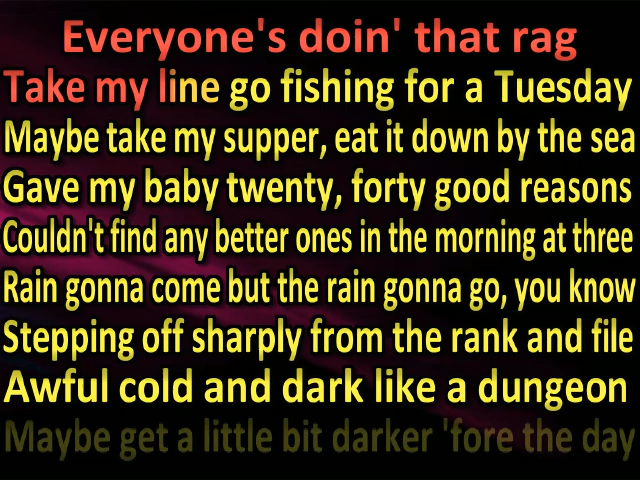 Everyone's doin' that rag
Take my line go fishing for a Tuesday
Maybe take my supper, eat it down by the sea
Gave my baby twenty, forty good reasons
Couldn't find any better ones in the morning at three
Rain gonna come but the rain gonna go, you know
Stepping off sharply from the rank and file
Awful cold and dark like a dungeon
Maybe get a little bit darker 'fore the day